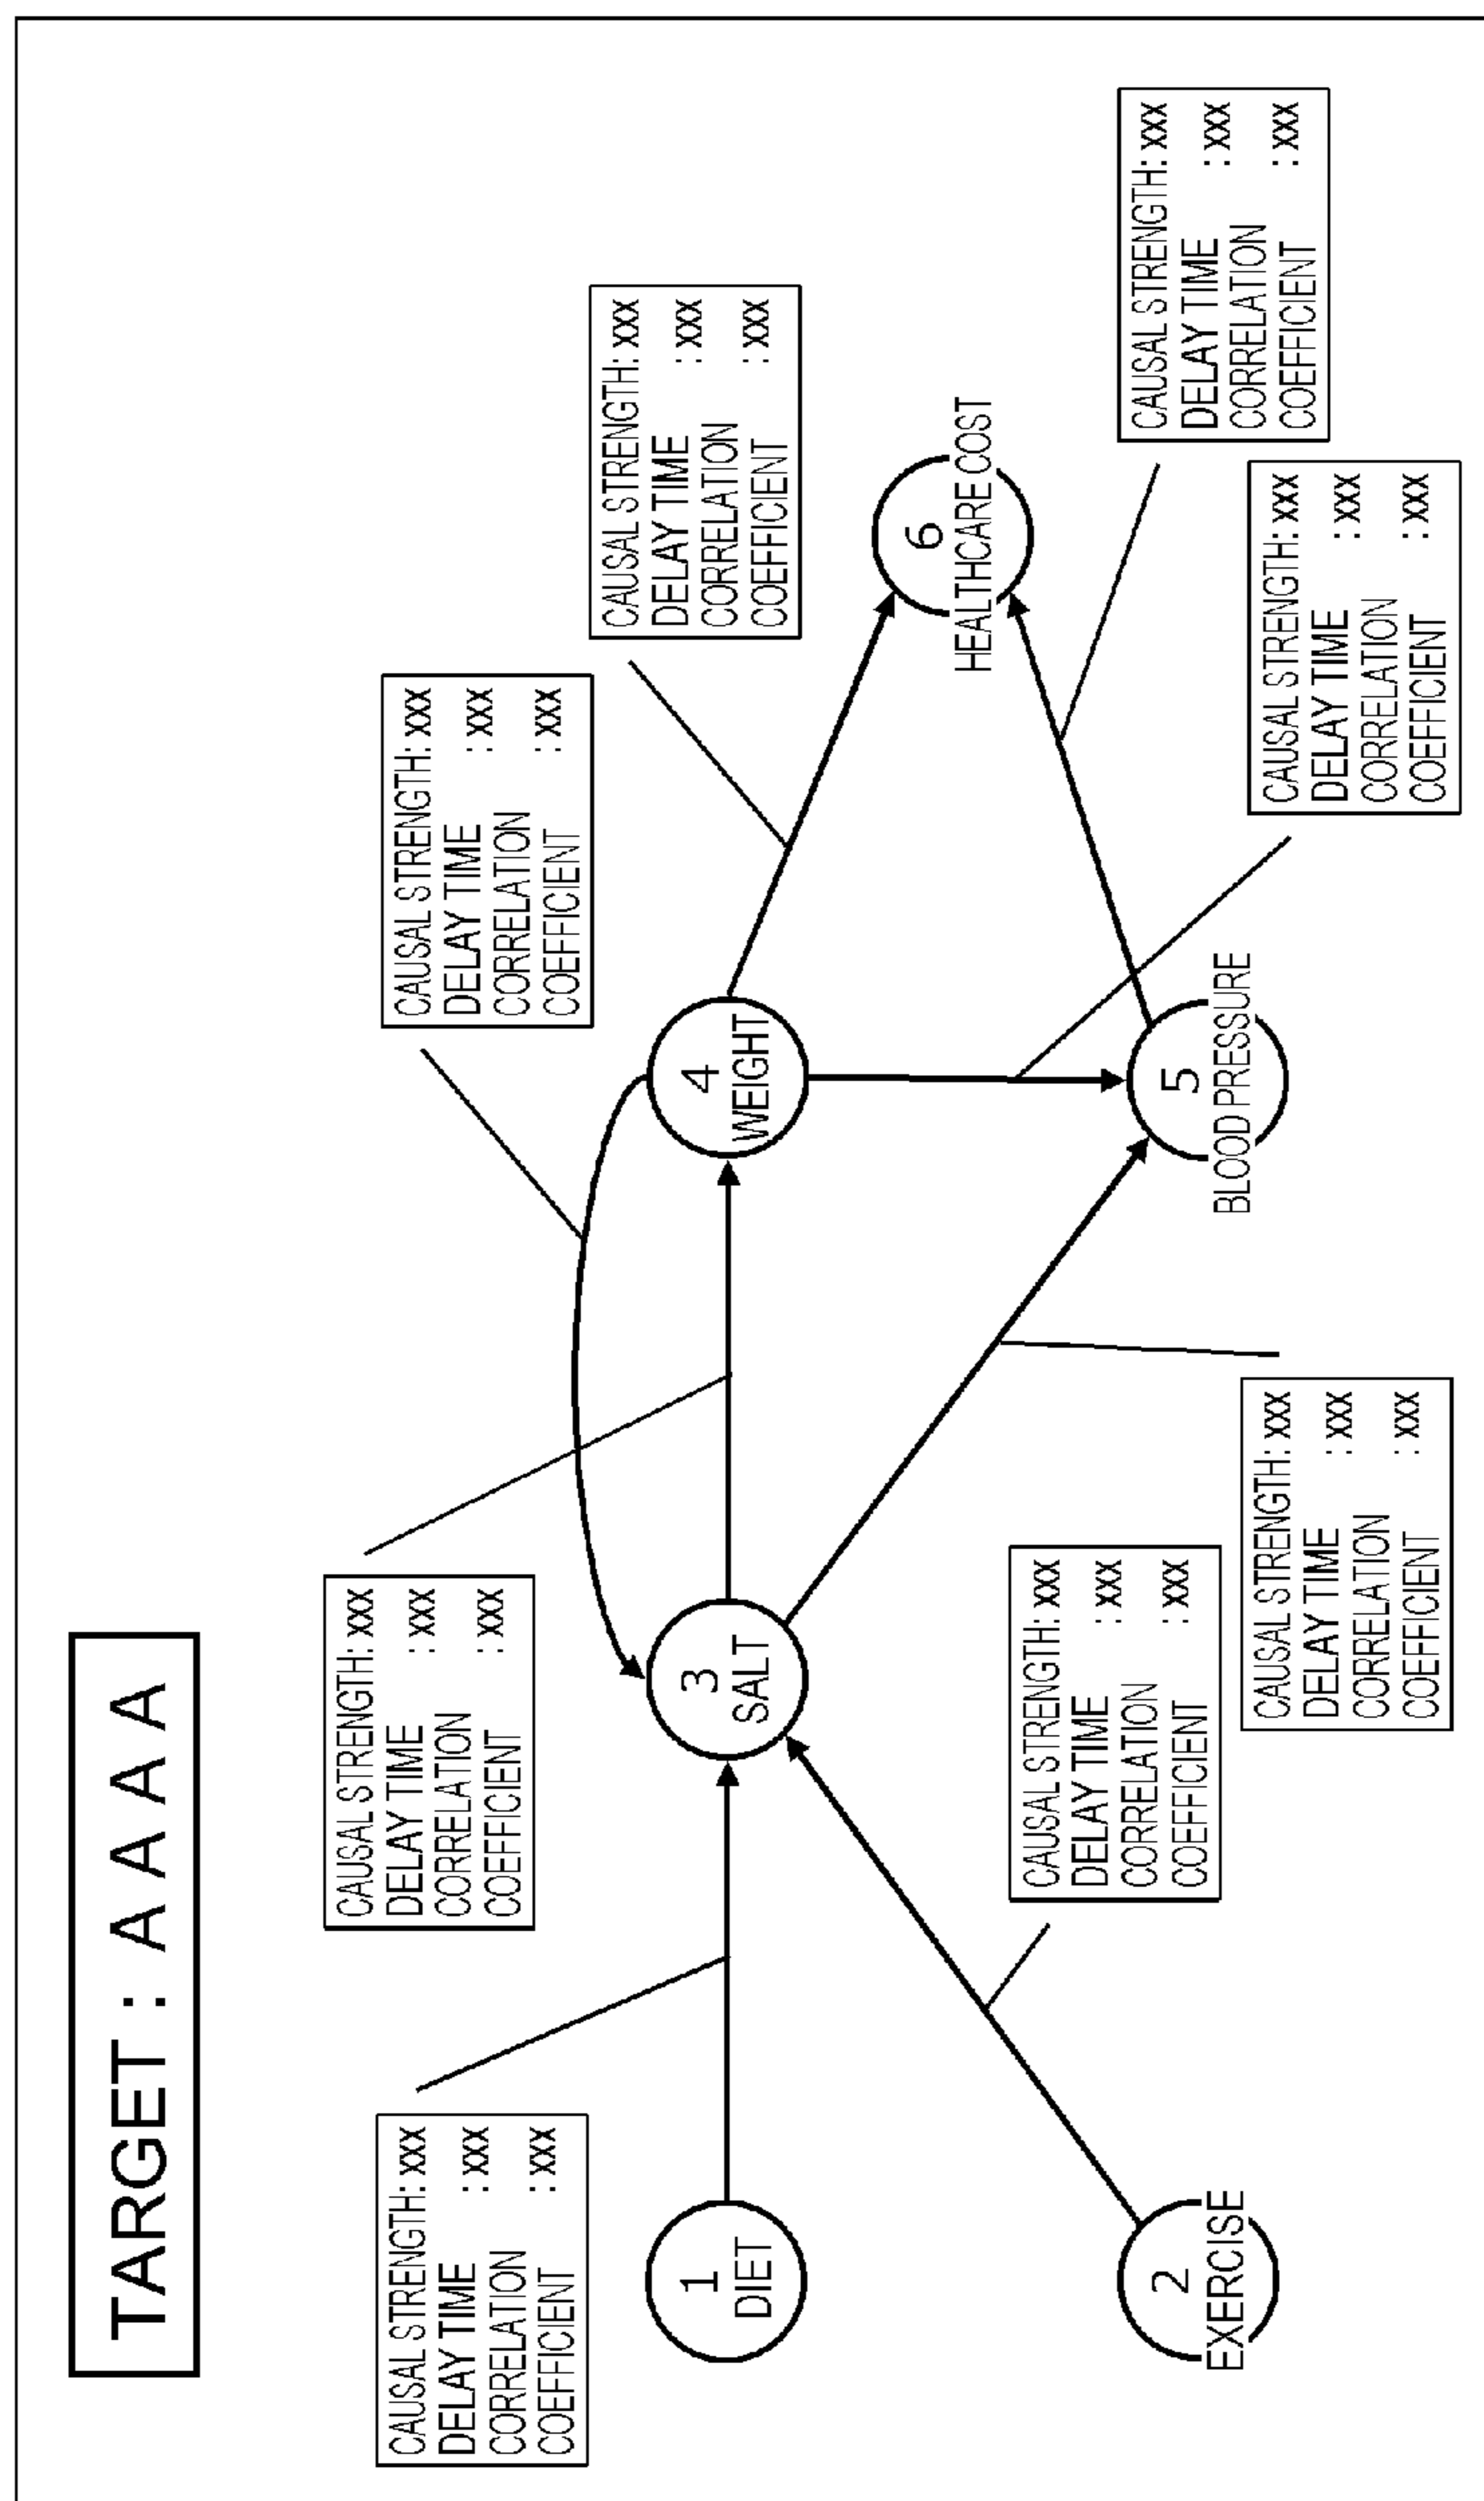 TARGET : A A A A A
CAUSAL STRENGTH: xxx
DELAY TIME : xxx
CORRELATION
COEFFICIENT : xxx
CAUSAL STRENGTH: xxx
DELAY TIME : xxx
CORRELATION
COEFFICIENT : xxx
CAUSAL STRENGTH: xxx
DELAY TIME : xxx
CORRELATION
COEFFICIENT : xxx
CAUSAL STRENGTH: xxx
DELAY TIME : xxx
CORRELATION
COEFFICIENT : xxx
1
DIET
3
SALT
4
WEIGHT
6
HEALTHCARE COST
2
EXERCISE
5
BLOOD PRESSURE
CAUSAL STRENGTH: xxx
DELAY TIME : xxx
CORRELATION
COEFFICIENT : xxx
CAUSAL STRENGTH: xxx
DELAY TIME : xxx
CORRELATION
COEFFICIENT : xxx
CAUSAL STRENGTH: xxx
DELAY TIME : xxx
CORRELATION
COEFFICIENT : xxx
CAUSAL STRENGTH: xxx
DELAY TIME : xxx
CORRELATION
COEFFICIENT : xxx